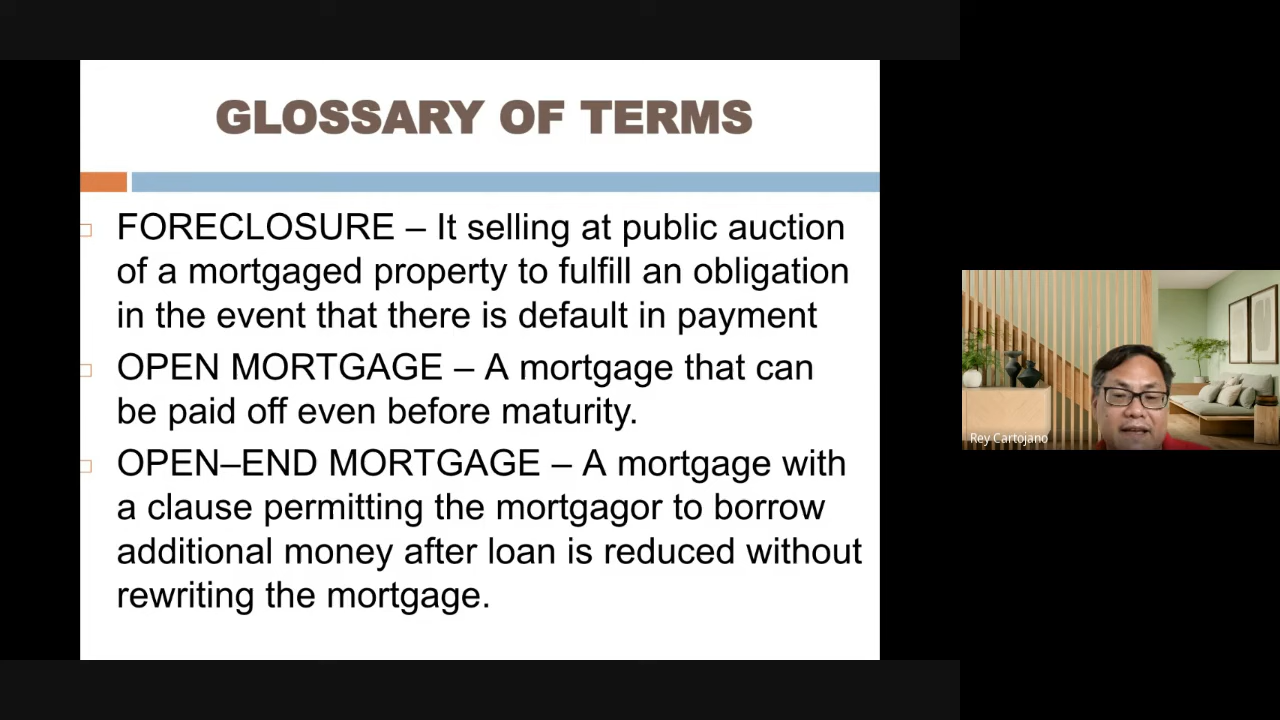 GLOSSARY OF TERMS
FORECLOSURE – It selling at public auction
of a mortgaged property to fulfill an obligation
in the event that there is default in payment
OPEN MORTGAGE – A mortgage that can
be paid off even before maturity.
OPEN–END MORTGAGE – A mortgage with
a clause permitting the mortgagor to borrow
additional money after loan is reduced without
rewriting the mortgage.
Rey Cartojano